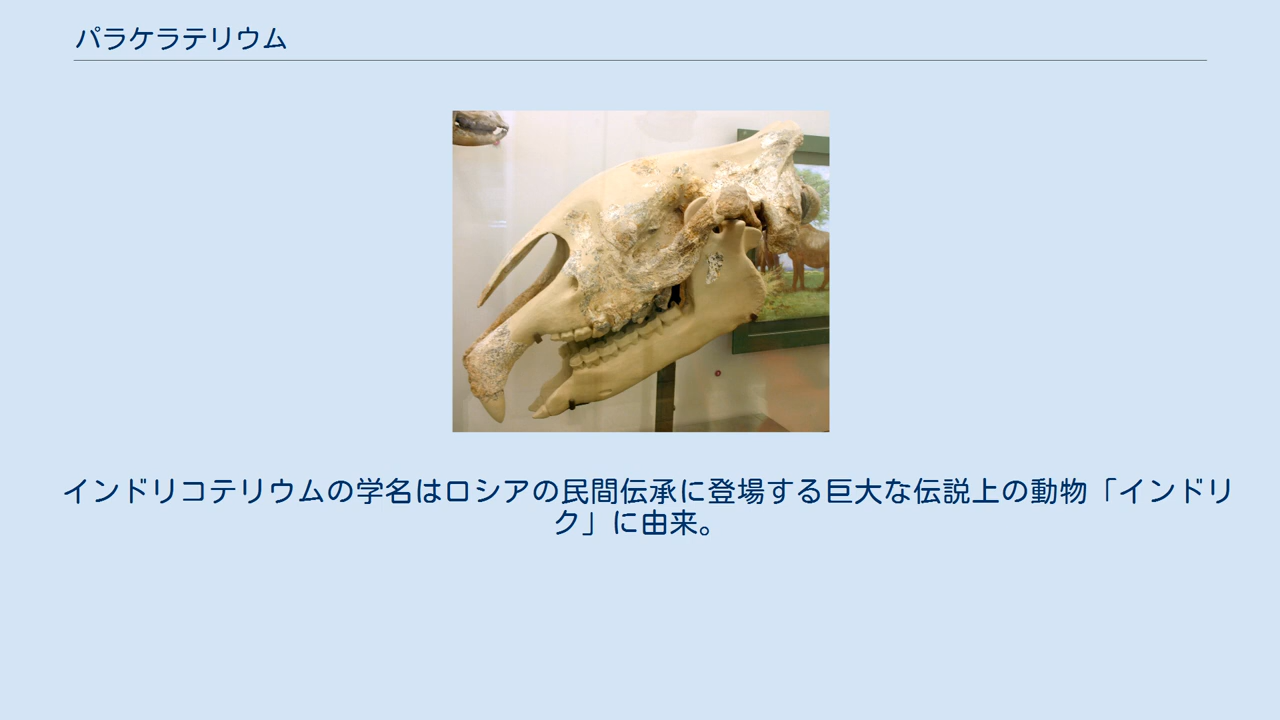 パラケラテリウム
インドリコテリウムの学名はロシアの民間伝承に登場する巨大な伝説上の動物「インドリ
ク」に由来。